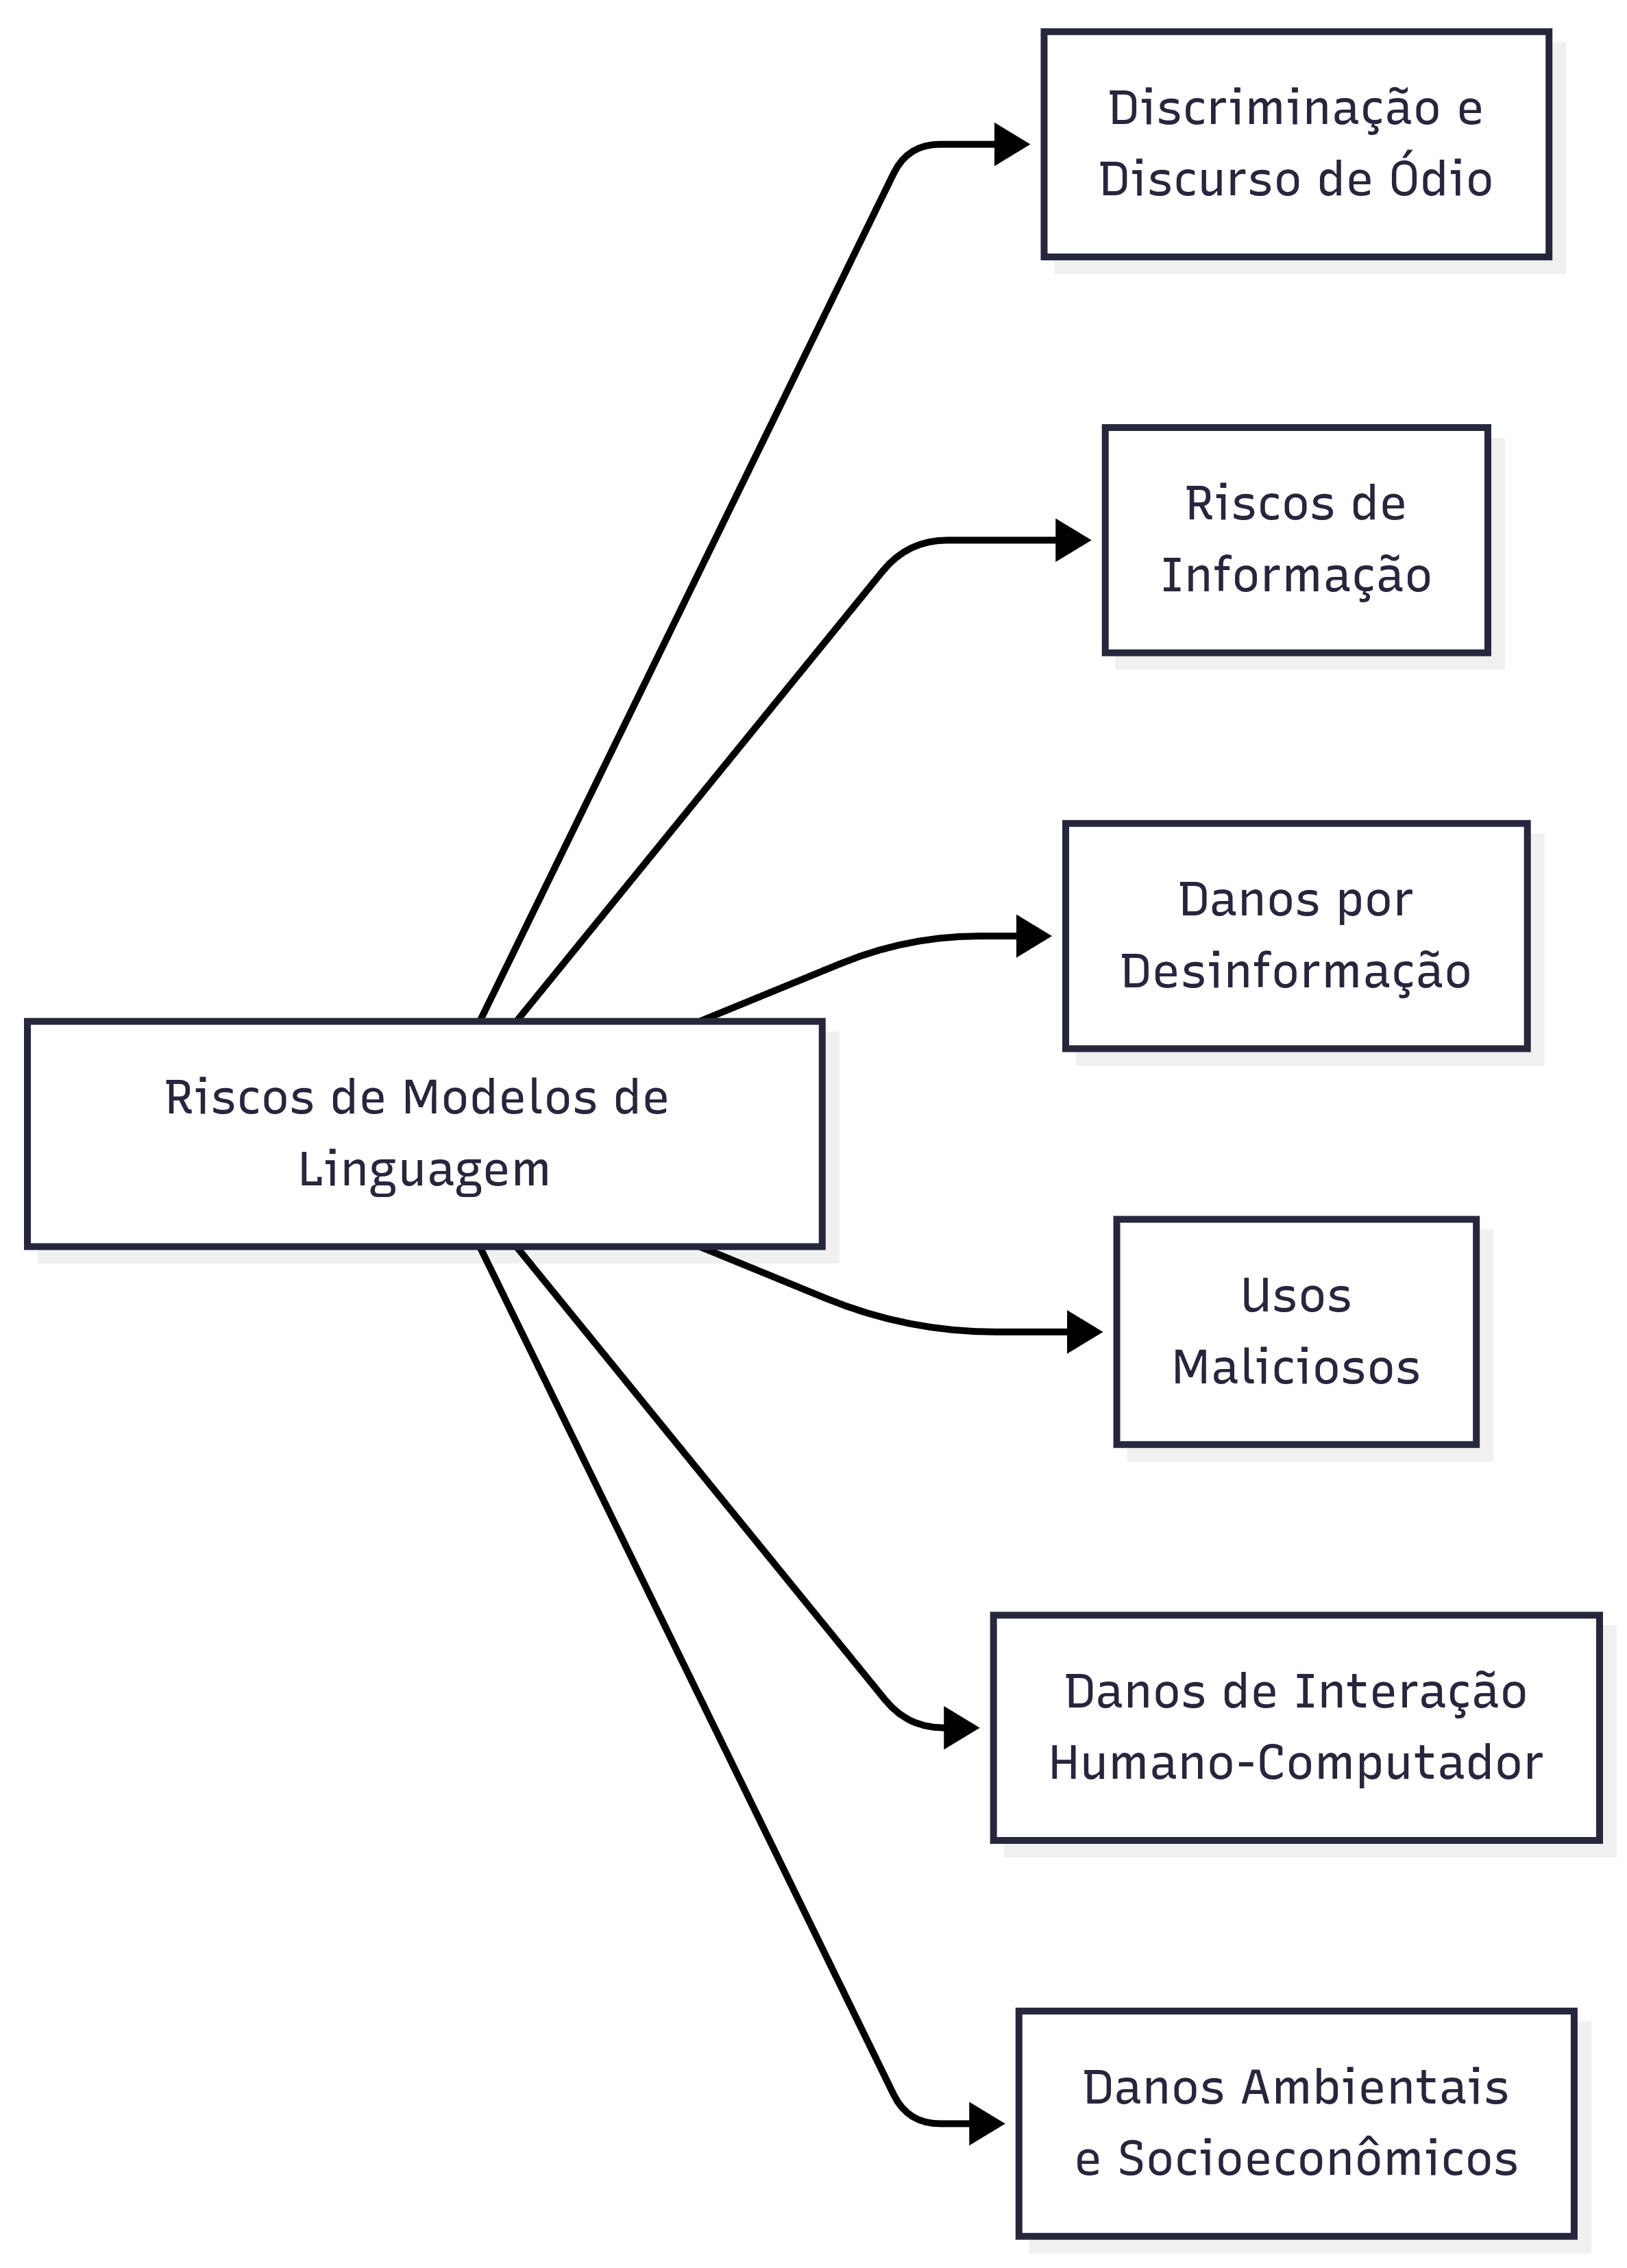 Discriminação e
Discurso de Ódio
Riscos de
Informação
Danos por
Desinformação
Riscos de Modelos de
Linguagem
Usos
Maliciosos
Danos de Interação
Humano-Computador
Danos Ambientais
e Socioeconômicos